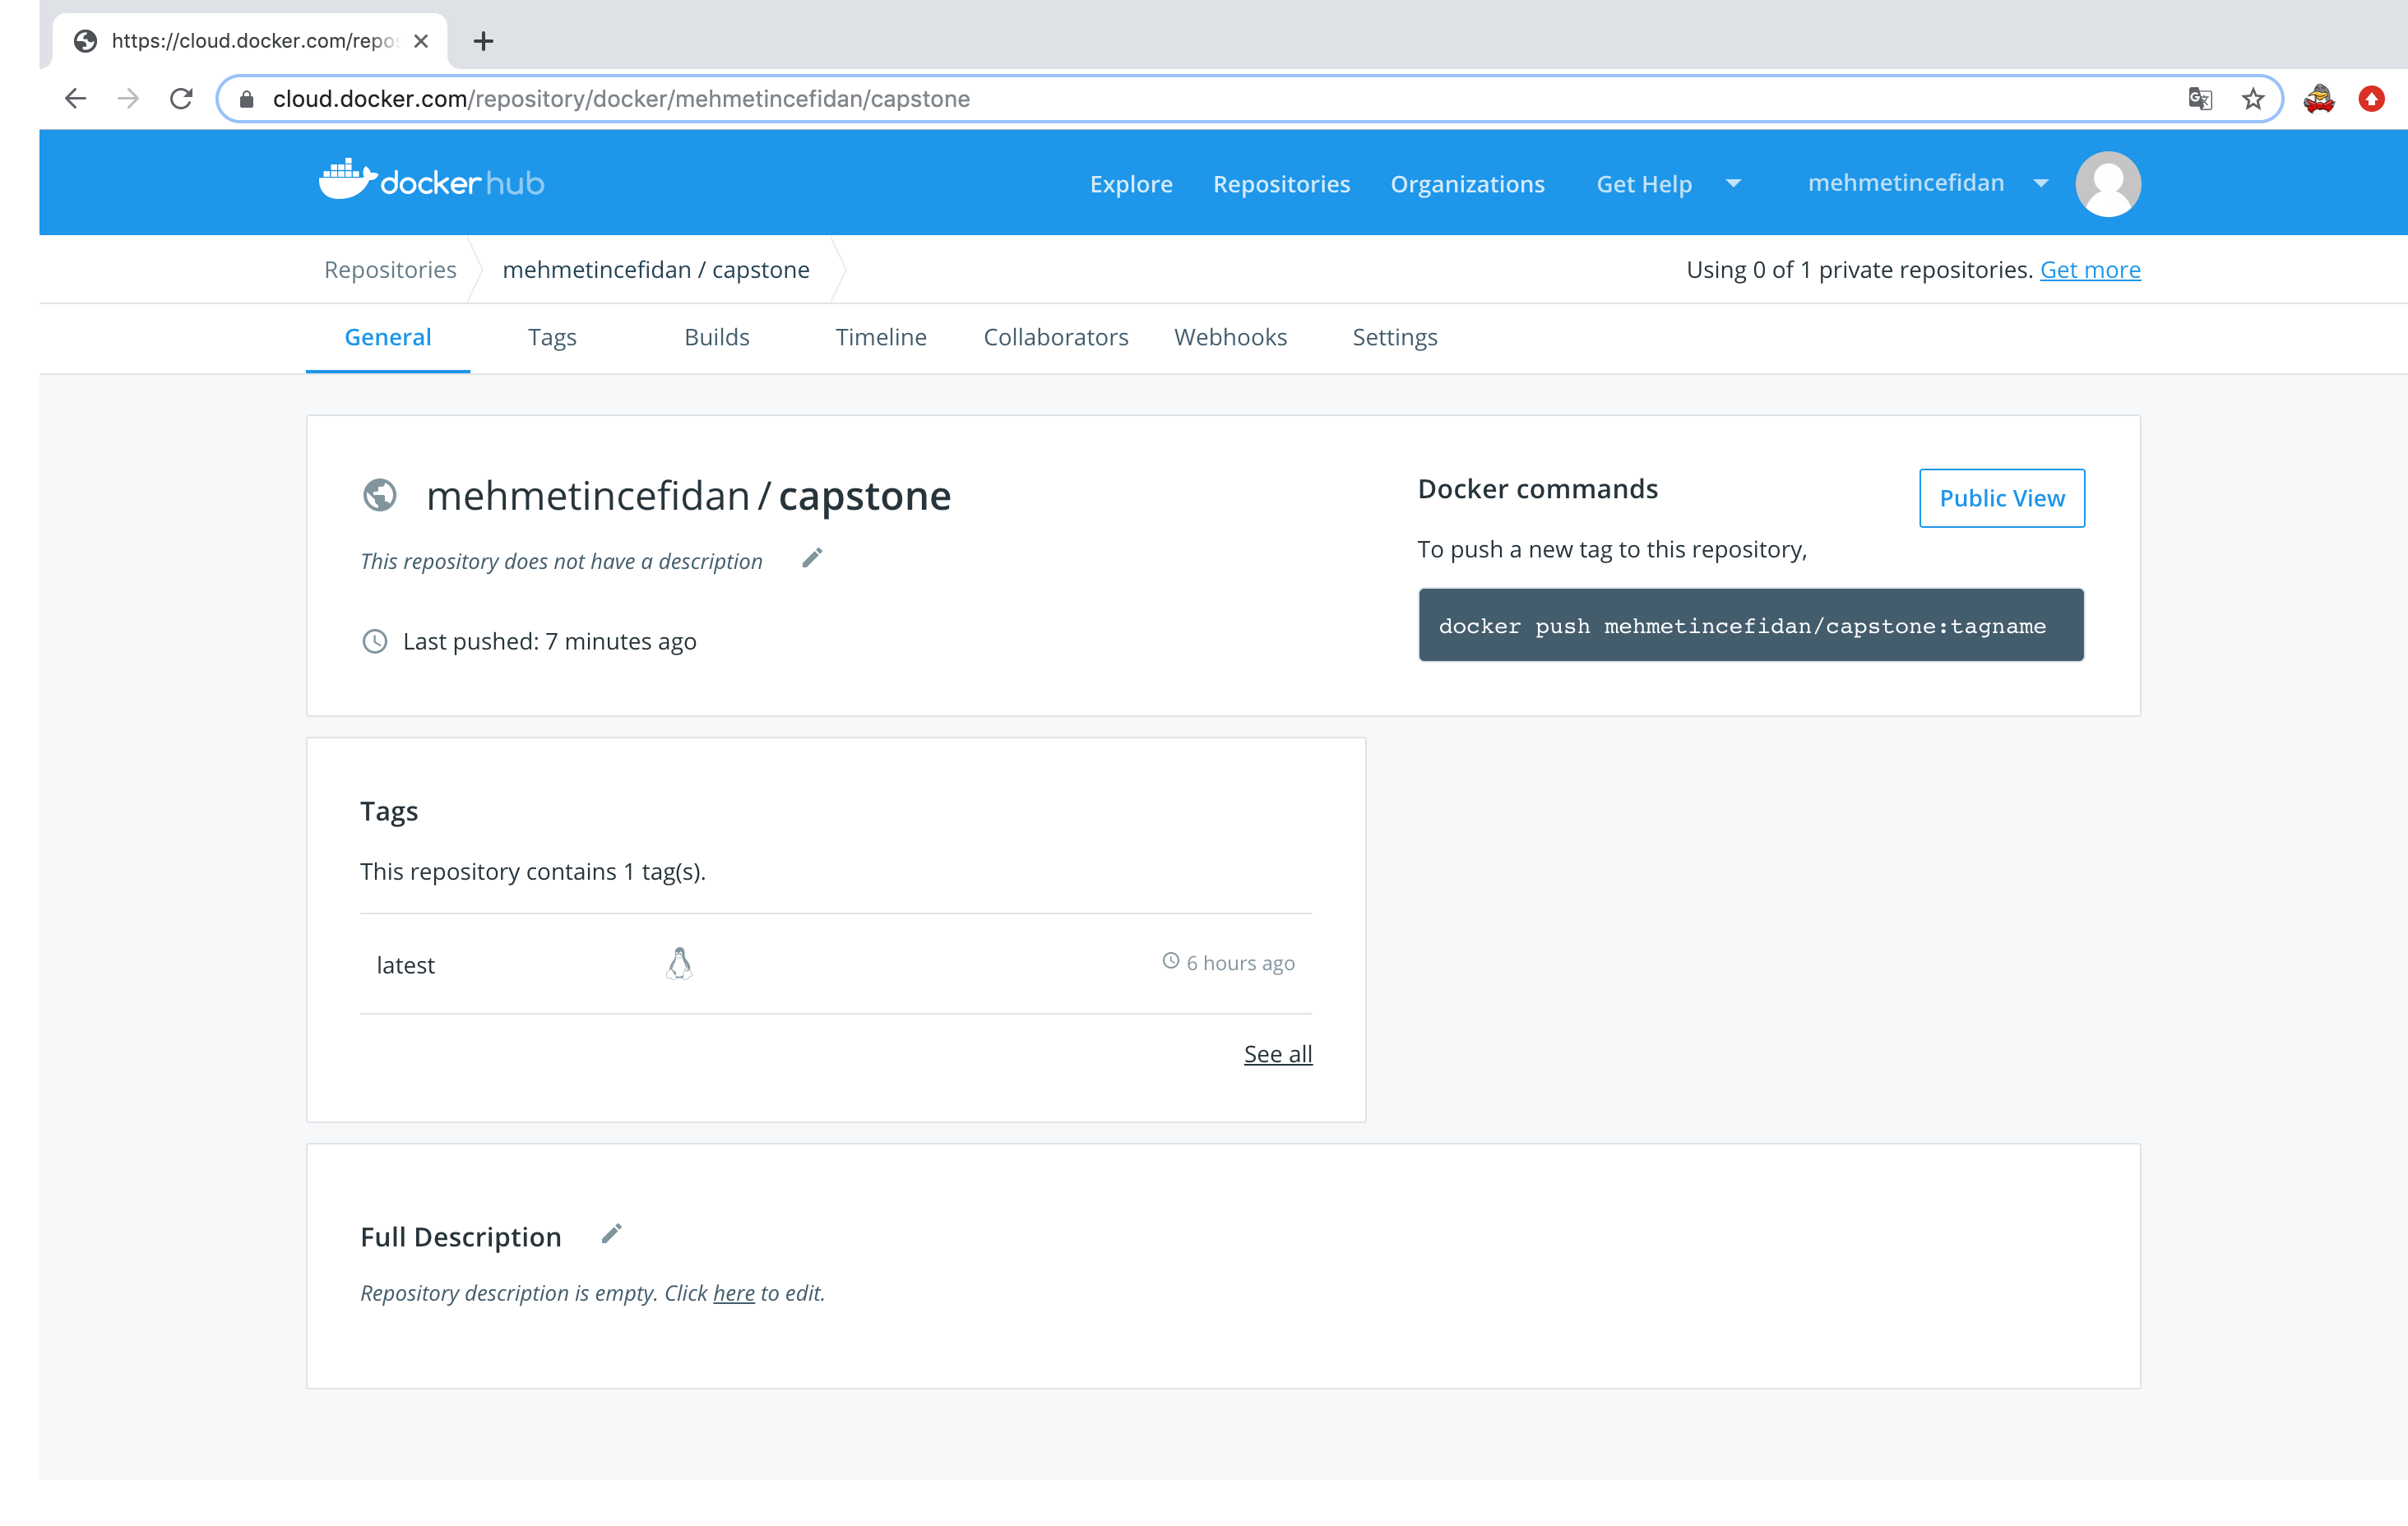 https://cloud.docker.com/repos
cloud.docker.com/repository/docker/mehmetincefidan/capstone
dockerhub
Explore Repositories Organizations Get Help mehmetincefidan
Repositories mehmetincefidan / capstone Using 0 of 1 private repositories. Get more
General Tags Builds Timeline Collaborators Webhooks Settings
mehmetincefidan / capstone
This repository does not have a description
Last pushed: 7 minutes ago
Docker commands
Public View
To push a new tag to this repository,
docker push mehmetincefidan/capstone:tagname
Tags
This repository contains 1 tag(s).
latest 6 hours ago
See all
Full Description
Repository description is empty. Click here to edit.